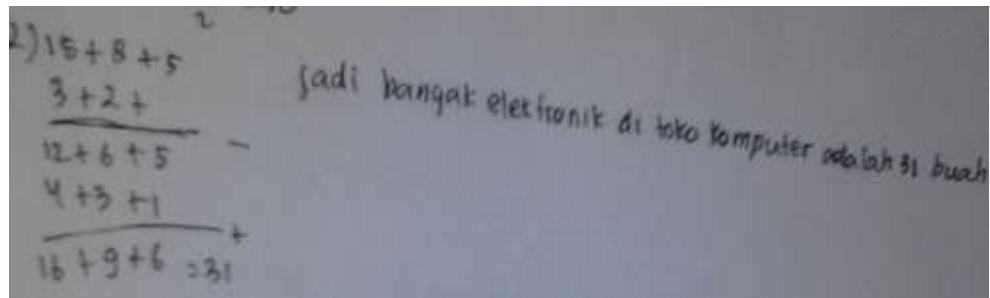 2) 15 + 8 + 5
3 + 2 +
12 + 6 + 5 -
4 + 3 + 1
16 + 9 + 6 = 31 +
Jadi bangak elektronik di toko komputer adalah 31 buah